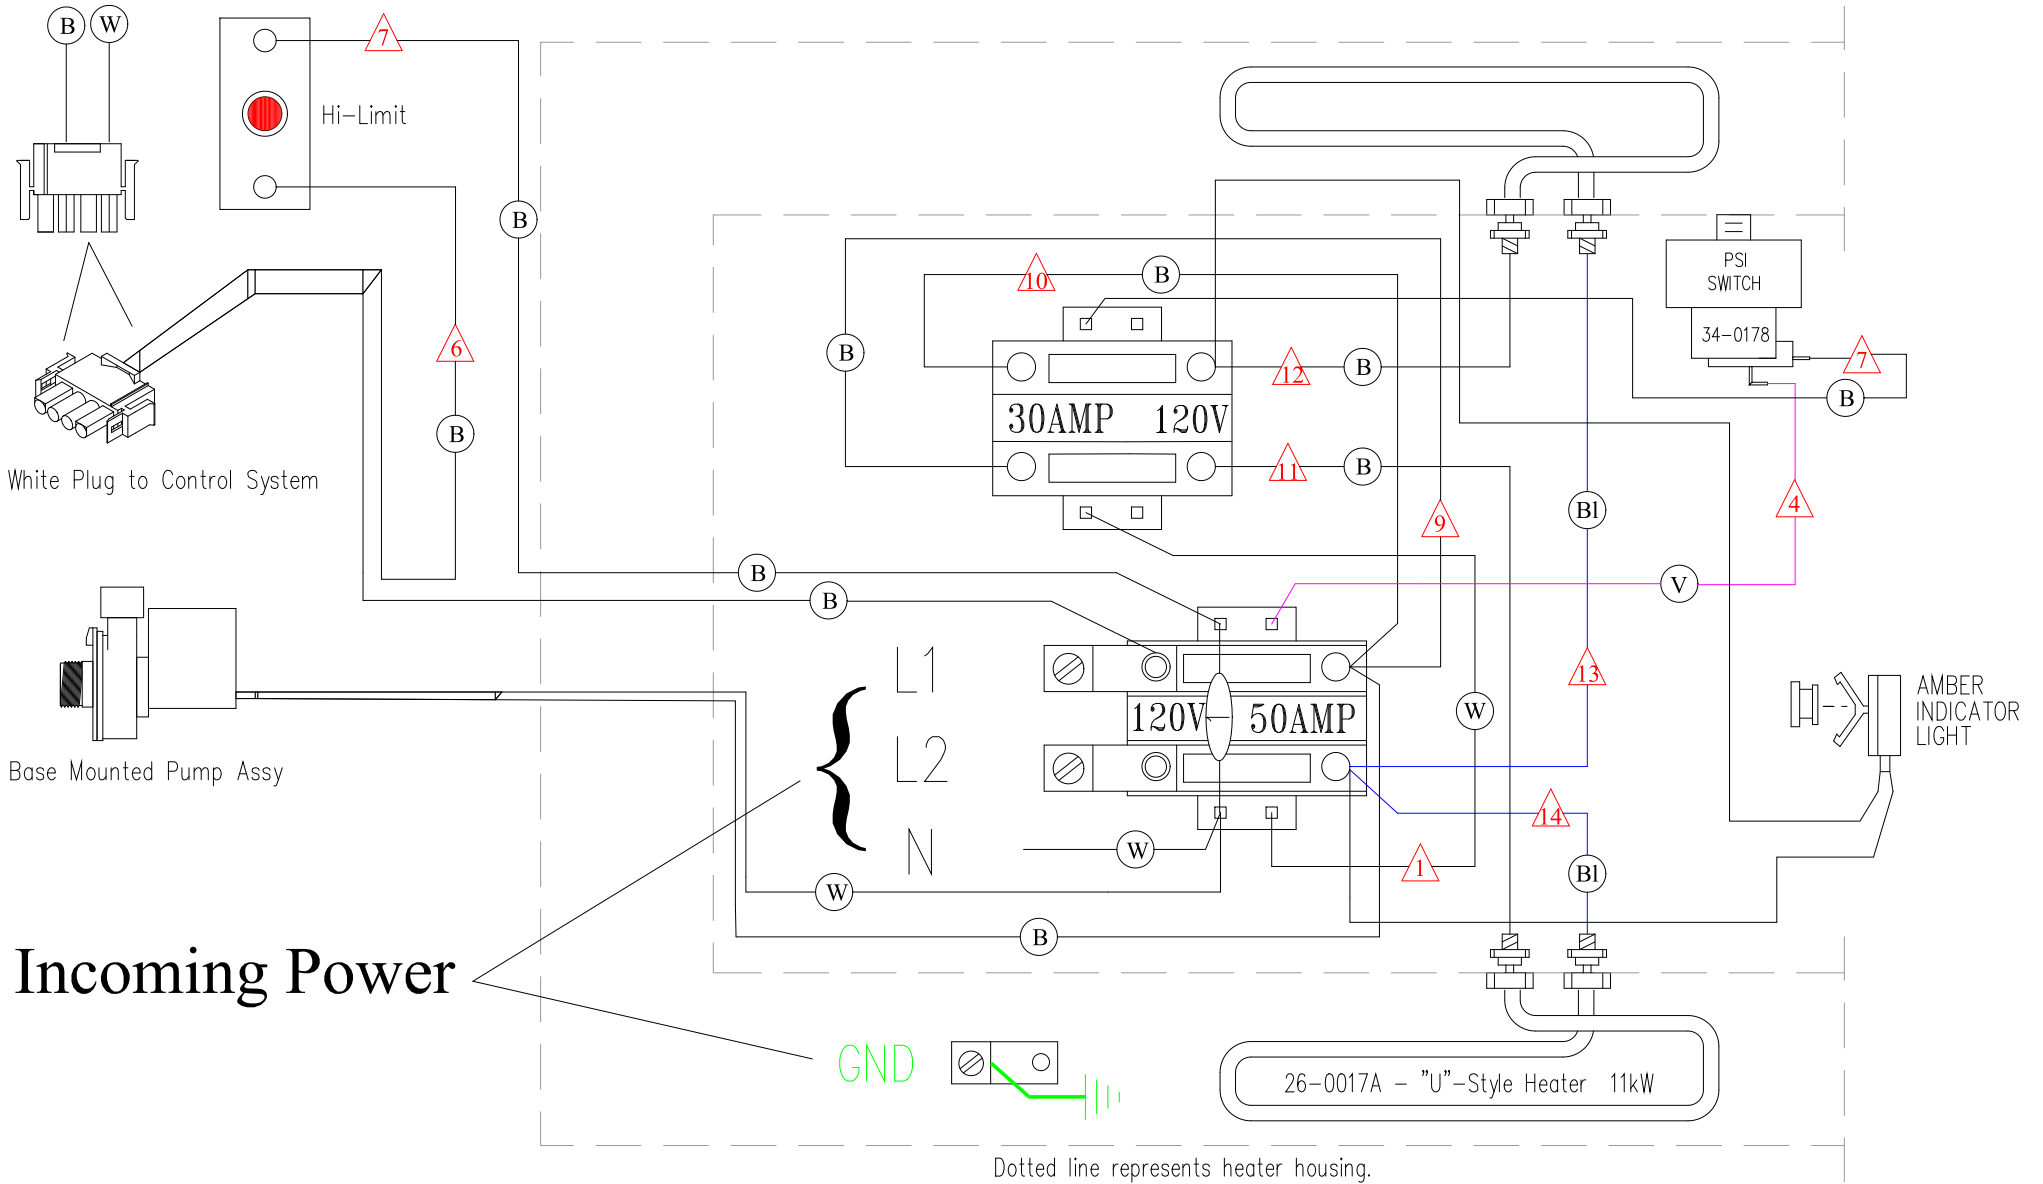 B W
7
Hi-Limit
B
10
B
PSI
SWITCH
34-0178
7
B
B
12
B
6
30AMP 120V
B
11
B
White Plug to Control System
9
Bl
4
B
B
V
L1
13
120V 50AMP
W
AMBER
INDICATOR
LIGHT
L2
Base Mounted Pump Assy
14
N
W
1
Bl
W
B
Incoming Power
GND
26-0017A - "U"-Style Heater 11kW
Dotted line represents heater housing.